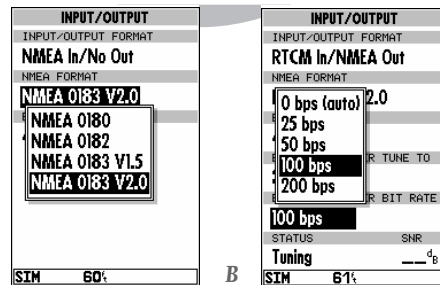 INPUT/OUTPUT
INPUT/OUTPUT FORMAT
NMEA In/No Out
NMEA FORMAT
NMEA 0183 V2.0
NMEA 0180
NMEA 0182
NMEA 0183 V1.5
NMEA 0183 V2.0
SIM 60%
B
INPUT/OUTPUT
INPUT/OUTPUT FORMAT
RTCM In/NMEA Out
NMEA FORMAT
2.0
0 bps (auto)
25 bps
50 bps
100 bps
200 bps
R TUNE TO
R BIT RATE
100 bps
STATUS SNR
Tuning __dB
SIM 61%